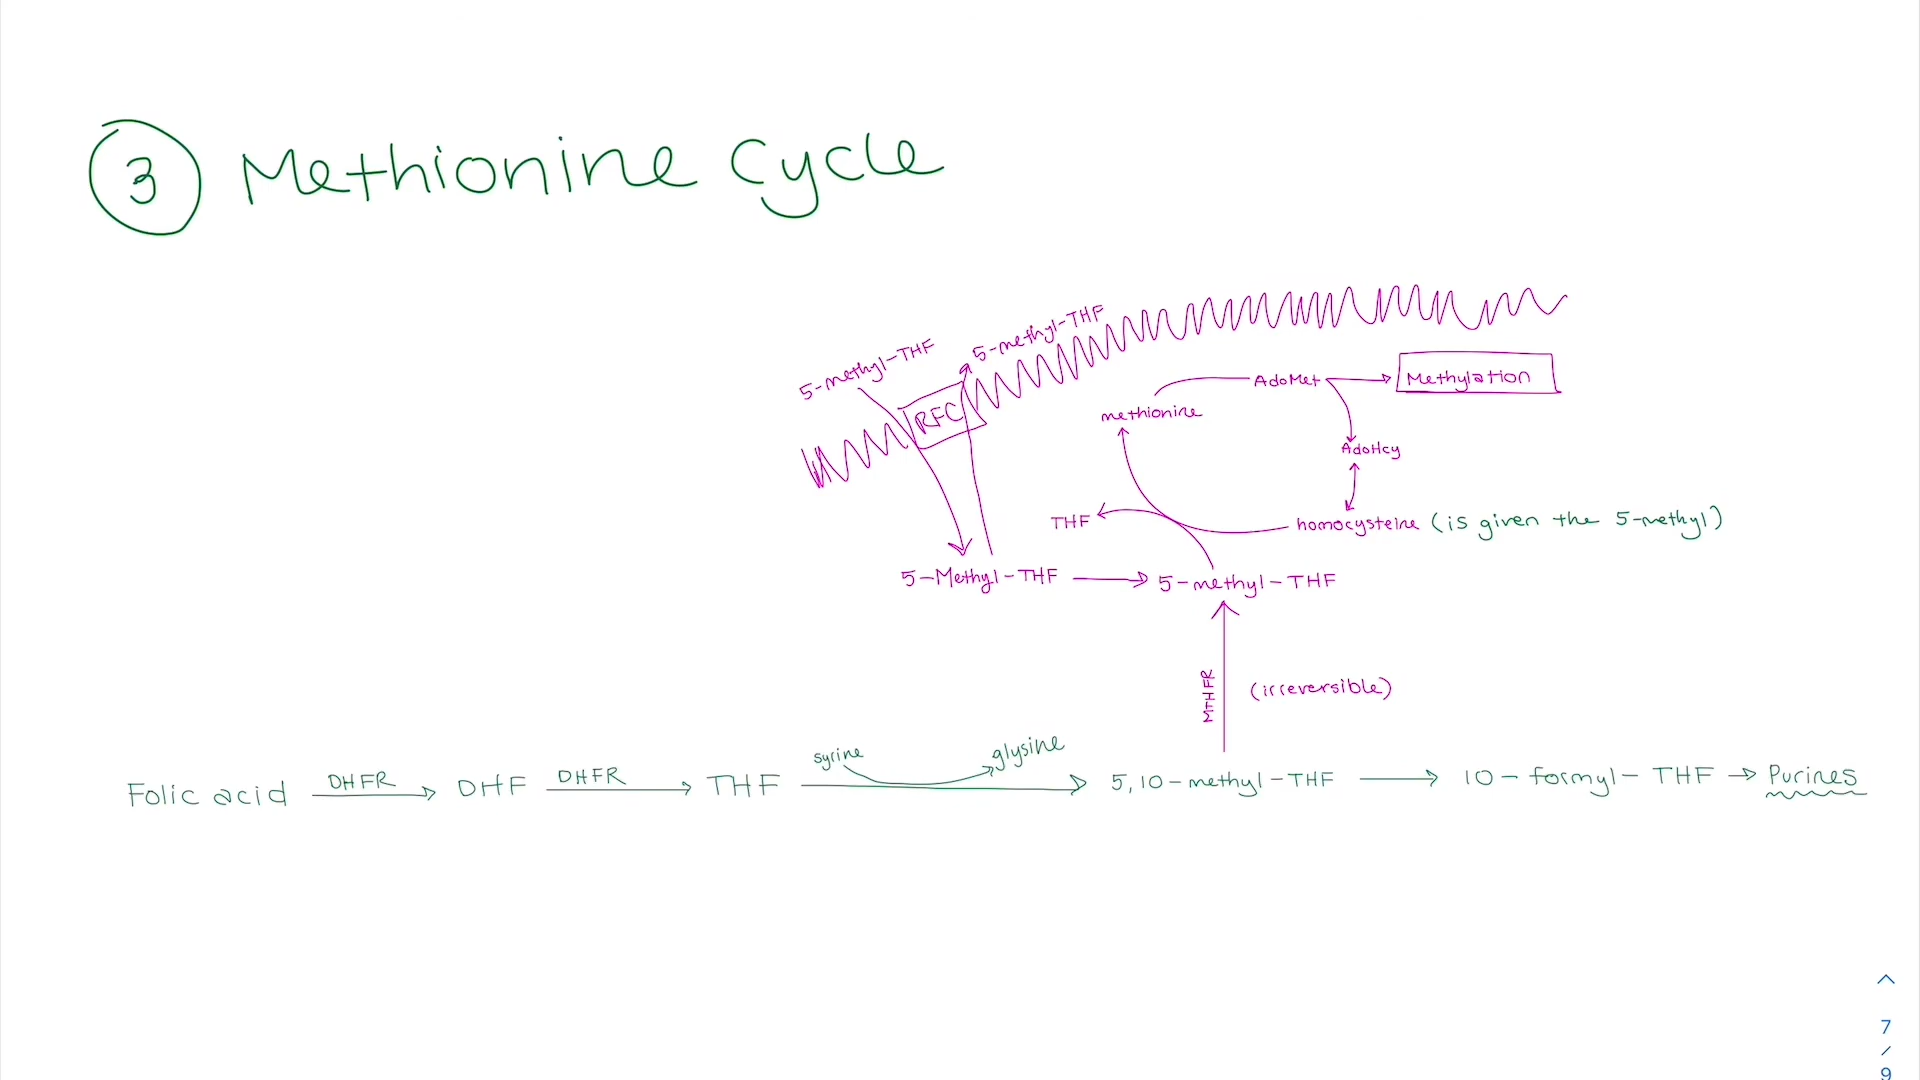 3 Methionine Cycle
5-methyl-THF
5-methyl-THF
RFC
AdoMet
Methylation
methionine
AdoHcy
THF
homocysteine (is given the 5-methyl)
5-Methyl-THF
5-methyl-THF
MTHFR
(irreversible)
syrine
glysine
Folic acid DHFR DHF DHFR THF 5,10-methyl-THF 10-formyl-THF Purines
7
/
9